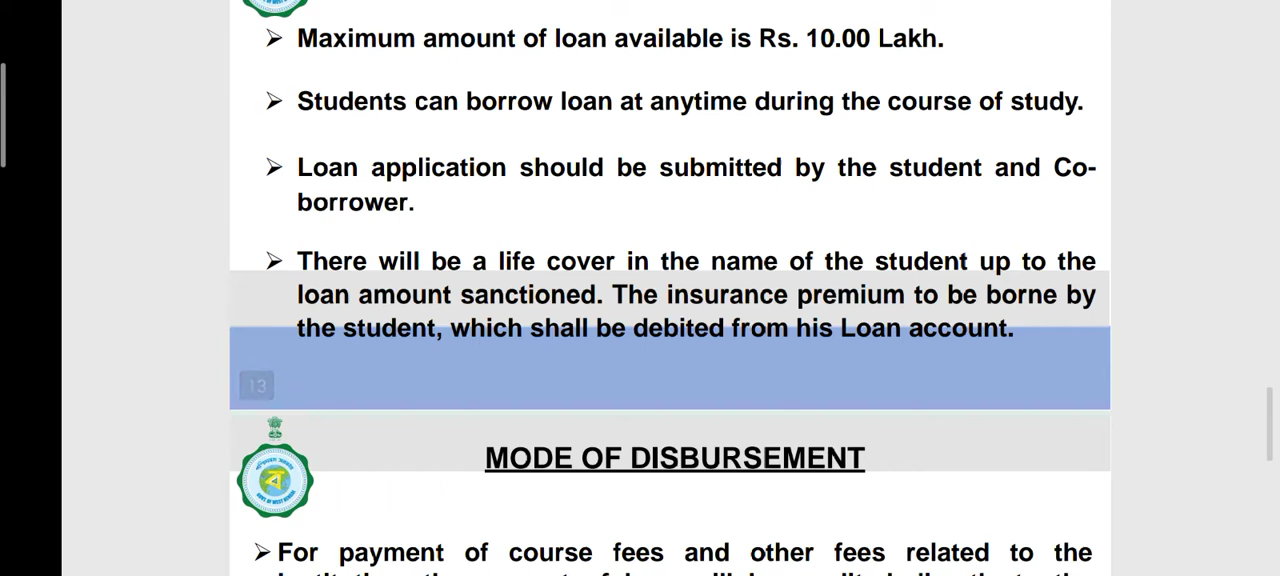 ➢ Maximum amount of loan available is Rs. 10.00 Lakh.
➢ Students can borrow loan at anytime during the course of study.
➢ Loan application should be submitted by the student and Co-
borrower.
➢ There will be a life cover in the name of the student up to the
loan amount sanctioned. The insurance premium to be borne by
the student, which shall be debited from his Loan account.
13
MODE OF DISBURSEMENT
➢ For payment of course fees and other fees related to the